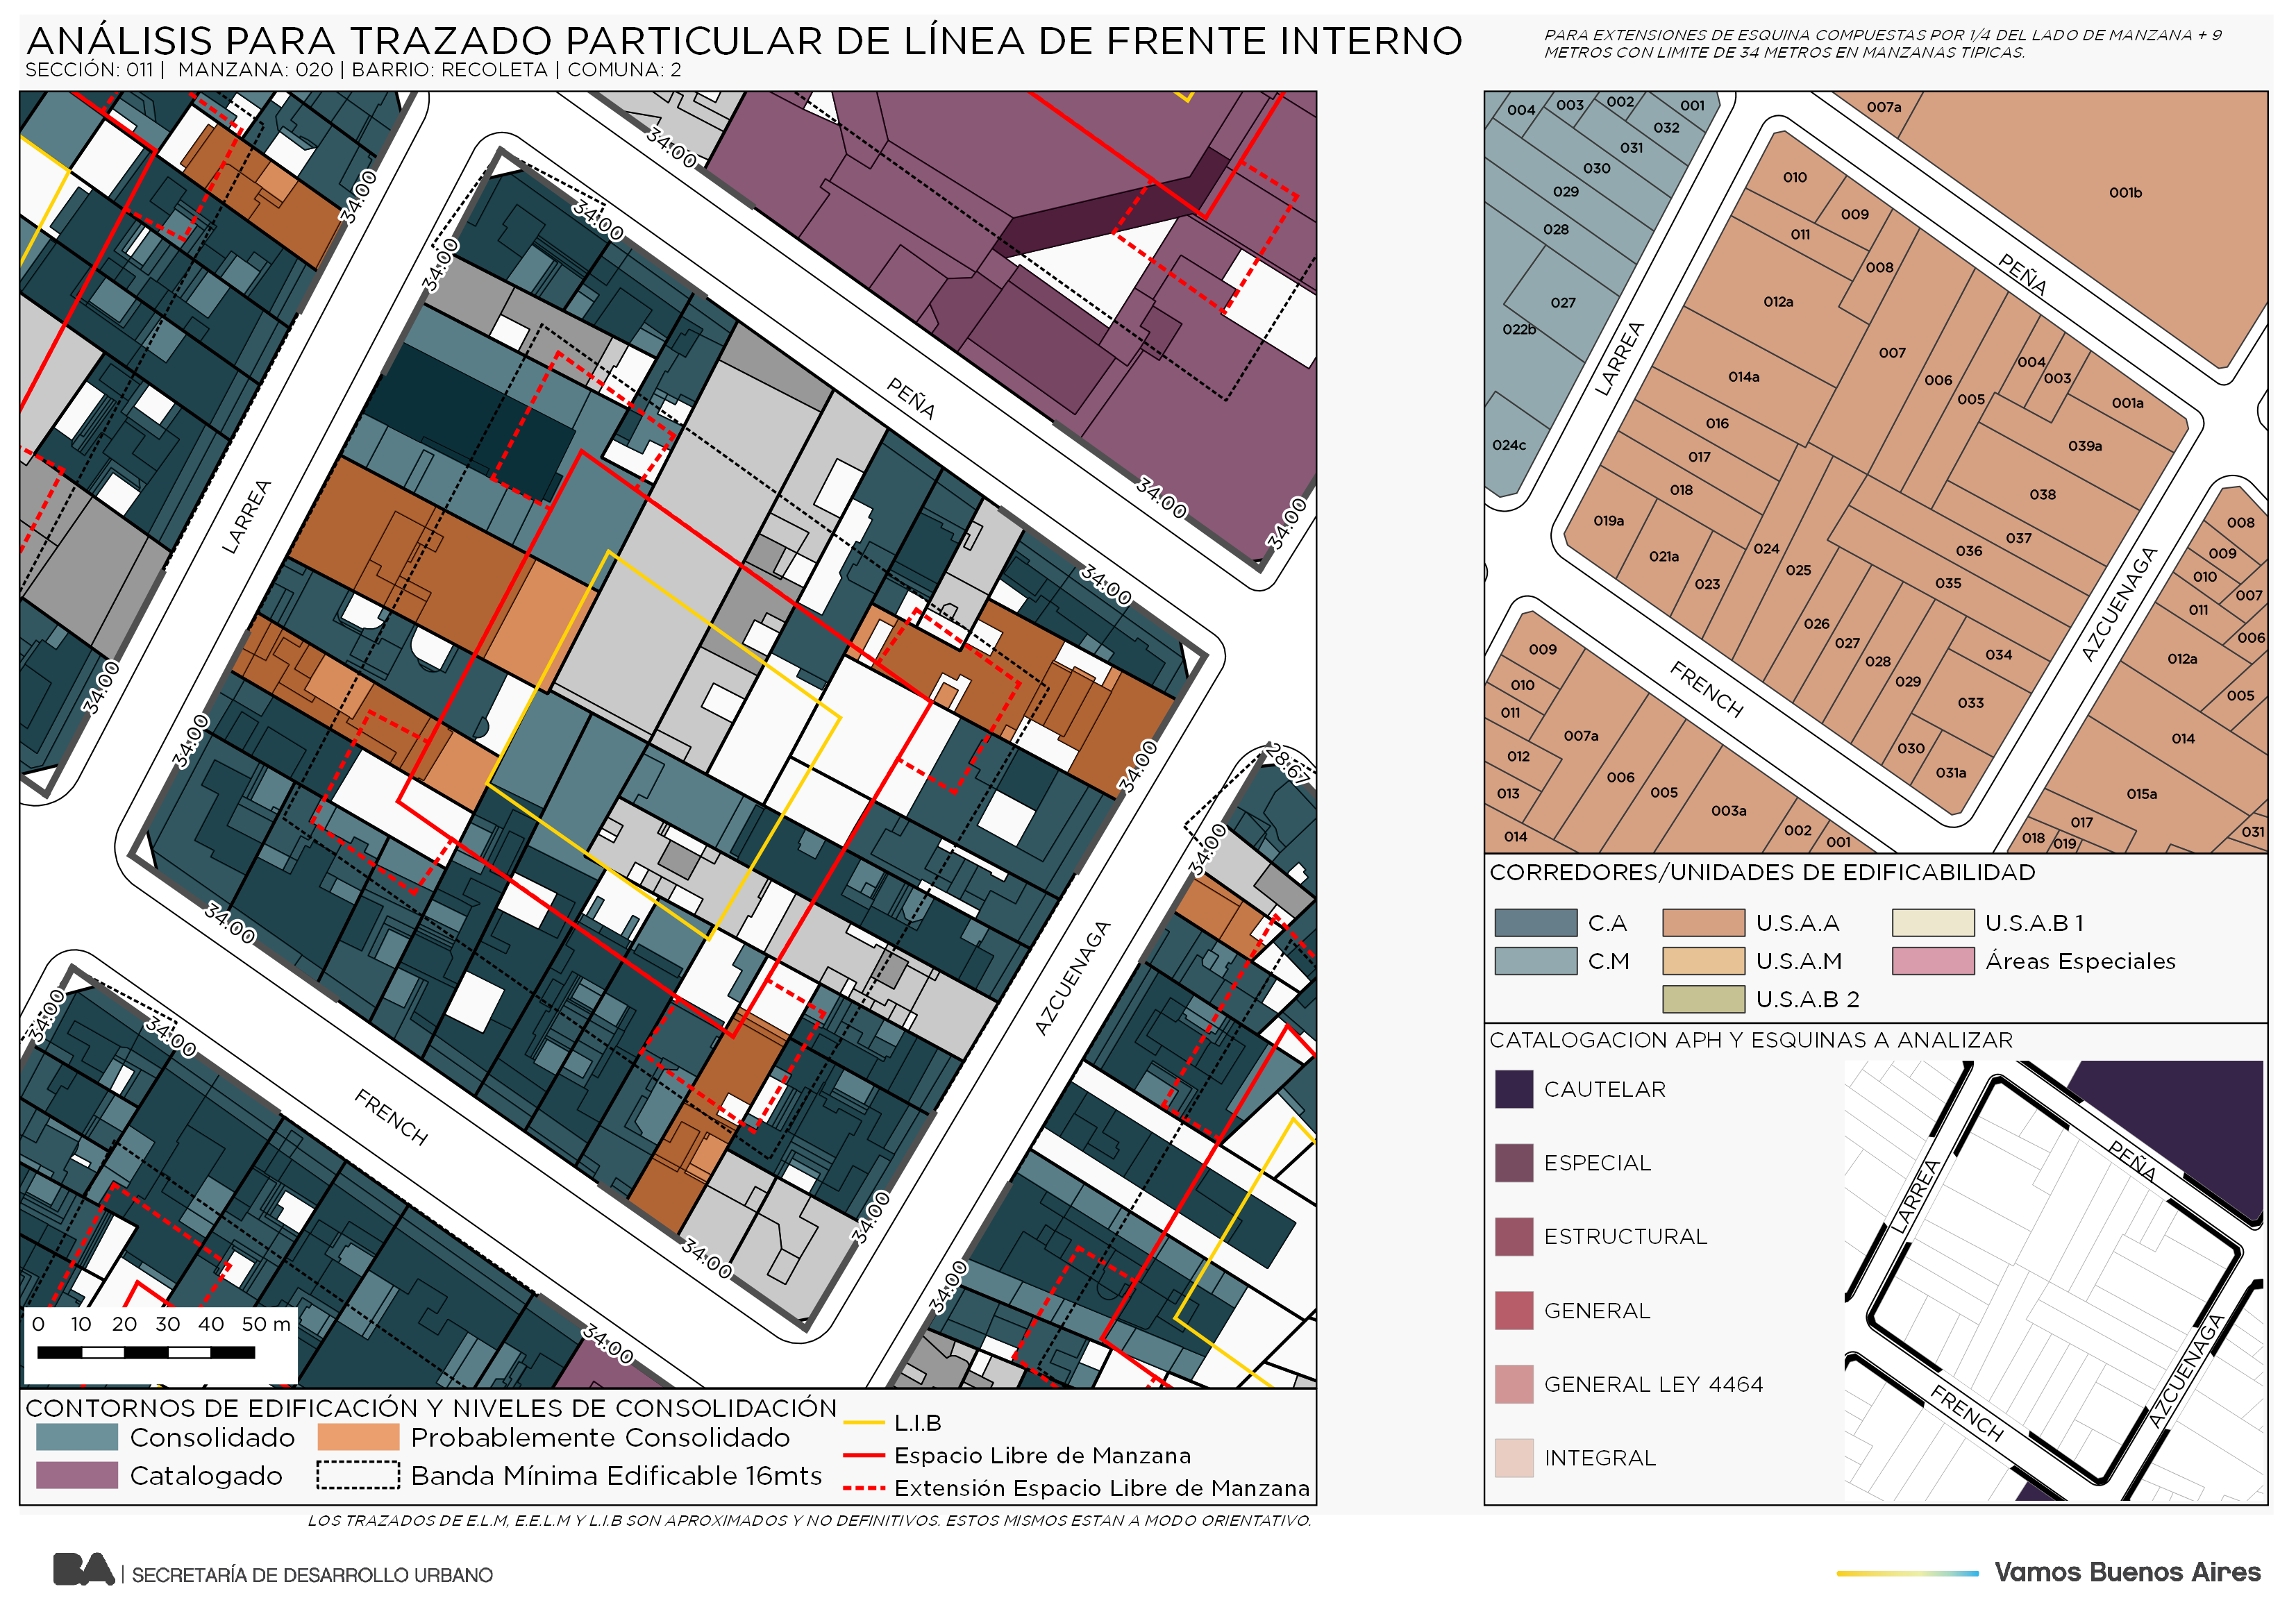 ANÁLISIS PARA TRAZADO PARTICULAR DE LÍNEA DE FRENTE INTERNO
SECCIÓN: 011 | MANZANA: 020 | BARRIO: RECOLETA | COMUNA: 2
PARA EXTENSIONES DE ESQUINA COMPUESTAS POR 1/4 DEL LADO DE MANZANA + 9
METROS CON LIMITE DE 34 METROS EN MANZANAS TIPICAS.
34.00
34.00
34.00
34.00
PEÑA
LARREA
34.00
34.00
34.00
34.00
34.00
34.00
28.67
34.00
34.00
AZCUENAGA
34.00
34.00
FRENCH
34.00
34.00
34.00
34.00
0 10 20 30 40 50 m
CONTORNOS DE EDIFICACIÓN Y NIVELES DE CONSOLIDACIÓN
Consolidado
Probablemente Consolidado
Catalogado
Banda Mínima Edificable 16mts
L.I.B
Espacio Libre de Manzana
Extensión Espacio Libre de Manzana
LOS TRAZADOS DE E.L.M, E.E.L.M Y L.I.B SON APROXIMADOS Y NO DEFINITIVOS. ESTOS MISMOS ESTAN A MODO ORIENTATIVO.
004 003 002 001
032
031
030
029
028
027
022b
024c
007a
001b
010
009
011
008
012a
007
014a
006
005
004
003
001a
016
039a
017
038
018
019a
037
036
024
021a
025
035
023
026
027
028
029
034
033
030
031a
PEÑA
LARREA
FRENCH
AZCUENAGA
009
010
011
007a
012
006
013
005
003a
014
002
001
008
009
010
007
011
006
012a
005
014
015a
017
018
019
031
CORREDORES/UNIDADES DE EDIFICABILIDAD
C.A
U.S.A.A
U.S.A.B 1
C.M
U.S.A.M
Áreas Especiales
U.S.A.B 2
CATALOGACION APH Y ESQUINAS A ANALIZAR
CAUTELAR
ESPECIAL
ESTRUCTURAL
GENERAL
GENERAL LEY 4464
INTEGRAL
PEÑA
LARREA
AZCUENAGA
FRENCH
BA | SECRETARÍA DE DESARROLLO URBANO
Vamos Buenos Aires